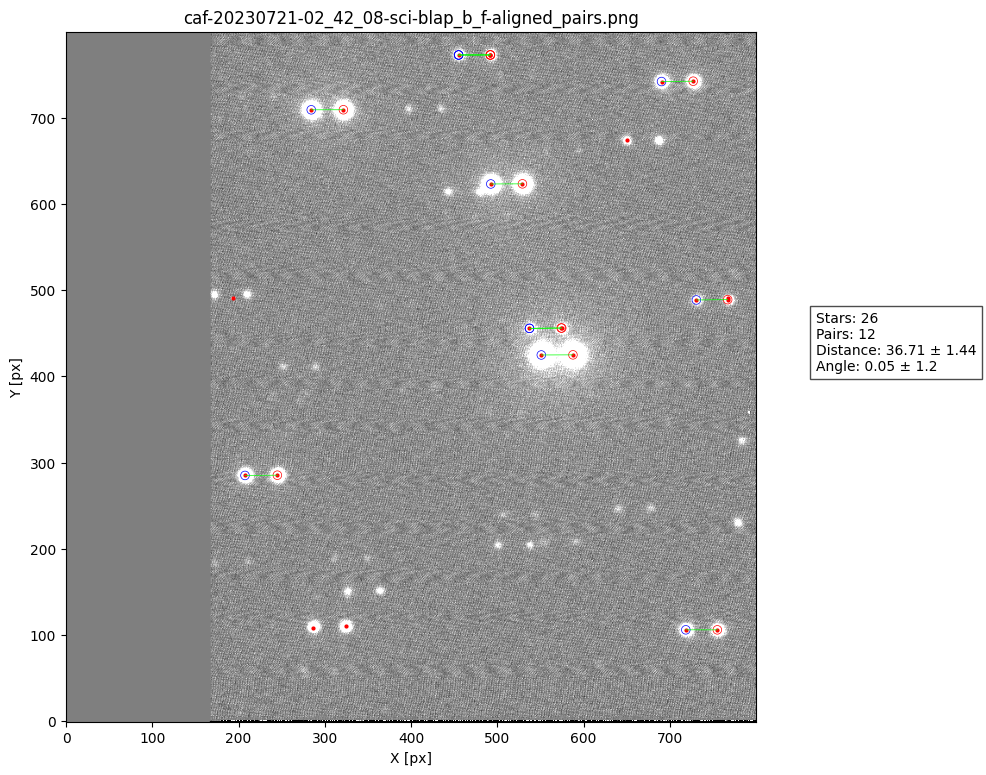 caf-20230721-02_42_08-sci-blap_b_f-aligned_pairs.png
700
600
500
400
300
200
100
0
Y [px]
0 100 200 300 400 500 600 700
X [px]
Stars: 26
Pairs: 12
Distance: 36.71 ± 1.44
Angle: 0.05 ± 1.2